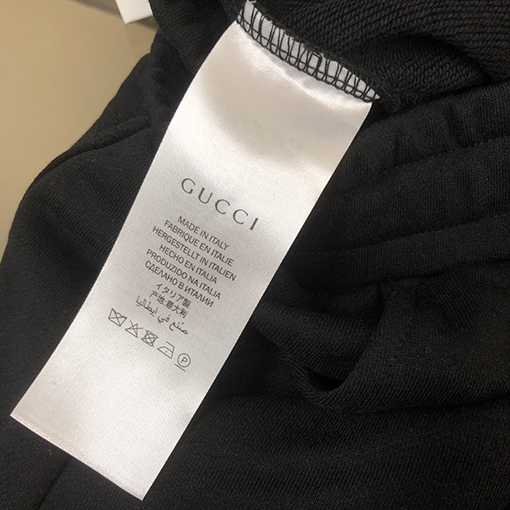 GUCCI
MADE IN ITALY
FABRIQUE EN ITALIE
HERGESTELLT IN ITALIEN
HECHO EN ITALIA
PRODUZIDO NA ITALIA
СДЕЛАНО В ИТАЛИИ
イタリア製
产地:意大利
صنع في إيطاليا
P